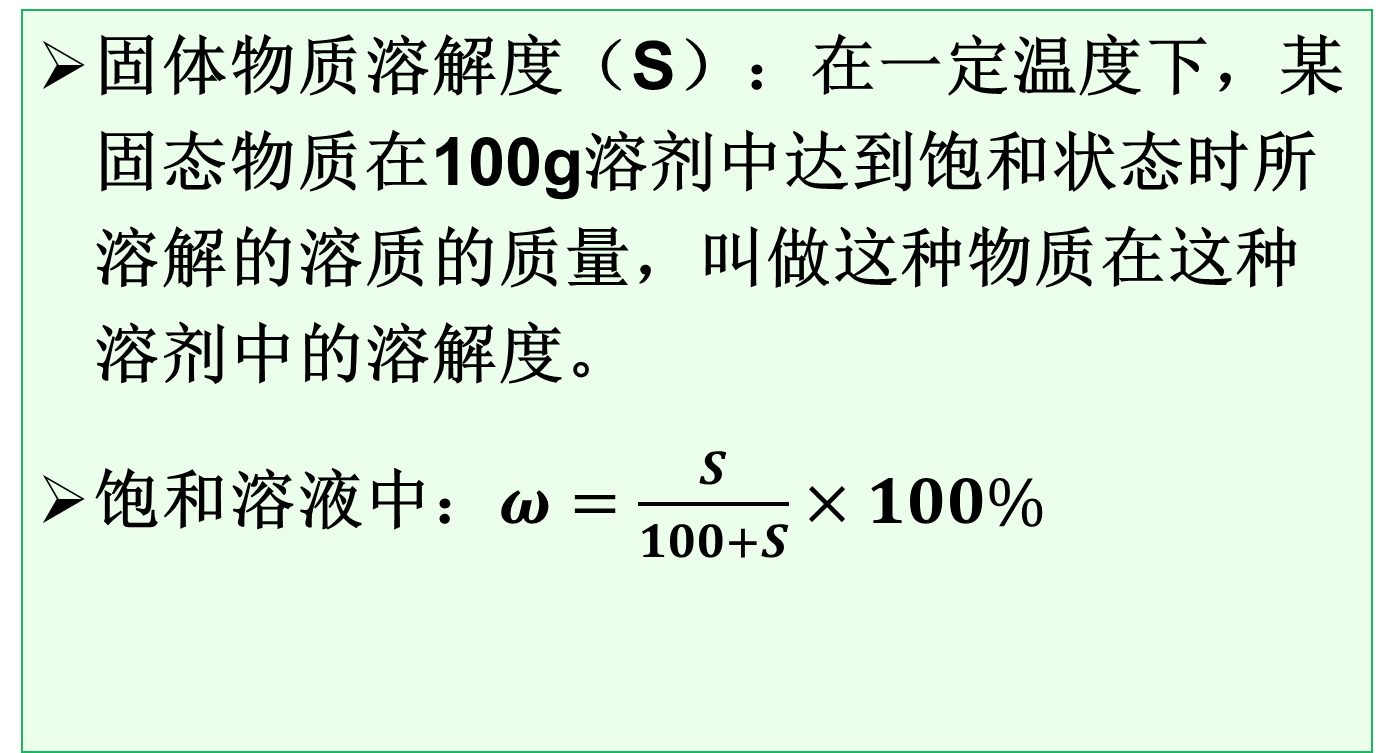 ➢固体物质溶解度（S）：在一定温度下，某
固态物质在100g溶剂中达到饱和状态时所
溶解的溶质的质量，叫做这种物质在这种
溶剂中的溶解度。
➢饱和溶液中：ω = S/(100+S) × 100%